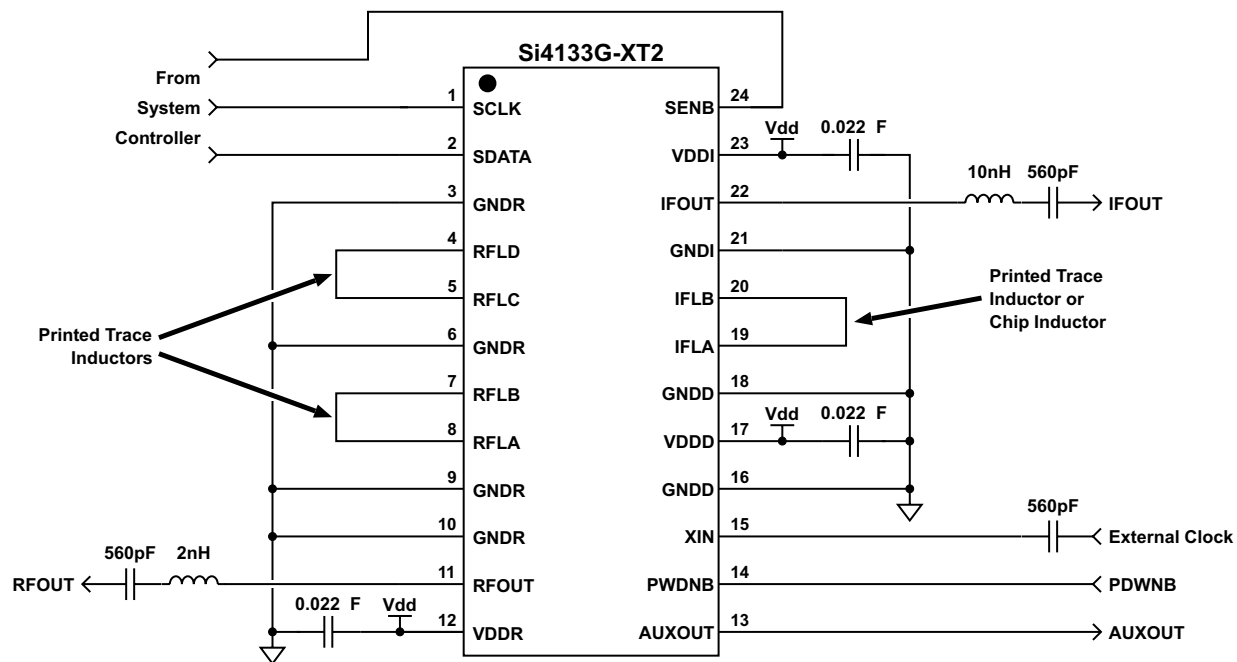 Si4133G-XT2
From
System
Controller
1
SCLK
2
SDATA
3
GNDR
4
RFLD
5
RFLC
6
GNDR
7
RFLB
8
RFLA
9
GNDR
10
GNDR
11
RFOUT
12
VDDR
Printed Trace
Inductors
560pF
2nH
RFOUT
0.022 F
Vdd
24
SENB
23
VDDI
22
IFOUT
21
GNDI
20
IFLB
19
IFLA
18
GNDD
17
VDDD
16
GNDD
15
XIN
14
PWDNB
13
AUXOUT
Vdd
0.022 F
10nH
560pF
IFOUT
Printed Trace
Inductor or
Chip Inductor
Vdd
0.022 F
560pF
External Clock
PDWNB
AUXOUT